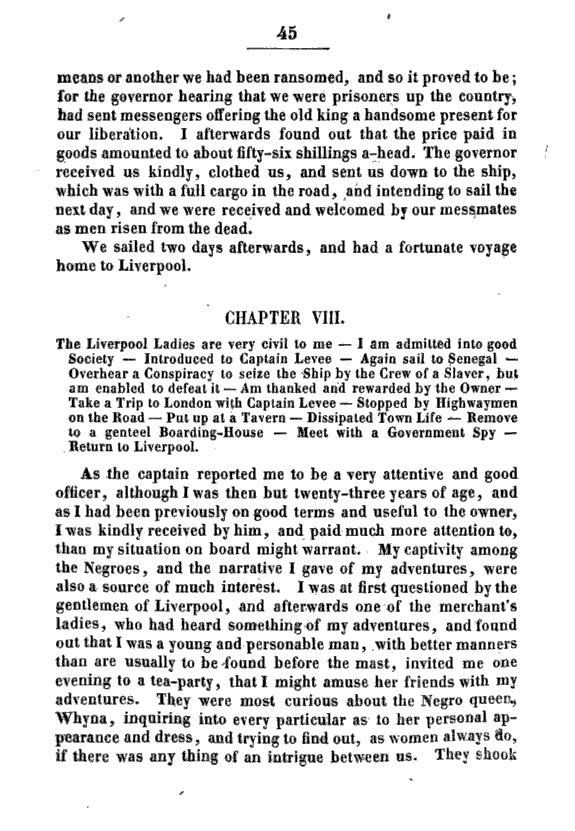 45
means or another we had been ransomed, and so it proved to be;
for the governor hearing that we were prisoners up the country,
had sent messengers offering the old king a handsome present for
our liberation. I afterwards found out that the price paid in
goods amounted to about fifty-six shillings a-head. The governor
received us kindly, clothed us, and sent us down to the ship,
which was with a full cargo in the road, and intending to sail the
next day, and we were received and welcomed by our messmates
as men risen from the dead.
We sailed two days afterwards, and had a fortunate voyage
home to Liverpool.
CHAPTER VIII.
The Liverpool Ladies are very civil to me — I am admitted into good
Society — Introduced to Captain Levee — Again sail to Senegal —
Overhear a Conspiracy to seize the Ship by the Crew of a Slaver, but
am enabled to defeat it — Am thanked and rewarded by the Owner —
Take a Trip to London with Captain Levee — Stopped by Highwaymen
on the Road — Put up at a Tavern — Dissipated Town Life — Remove
to a genteel Boarding-House — Meet with a Government Spy —
Return to Liverpool.
As the captain reported me to be a very attentive and good
officer, although I was then but twenty-three years of age, and
as I had been previously on good terms and useful to the owner,
I was kindly received by him, and paid much more attention to,
than my situation on board might warrant. My captivity among
the Negroes, and the narrative I gave of my adventures, were
also a source of much interest. I was at first questioned by the
gentlemen of Liverpool, and afterwards one of the merchant's
ladies, who had heard something of my adventures, and found
out that I was a young and personable man, with better manners
than are usually to be found before the mast, invited me one
evening to a tea-party, that I might amuse her friends with my
adventures. They were most curious about the Negro queen,
Whyna, inquiring into every particular as to her personal ap-
pearance and dress, and trying to find out, as women always do,
if there was any thing of an intrigue between us. They shook